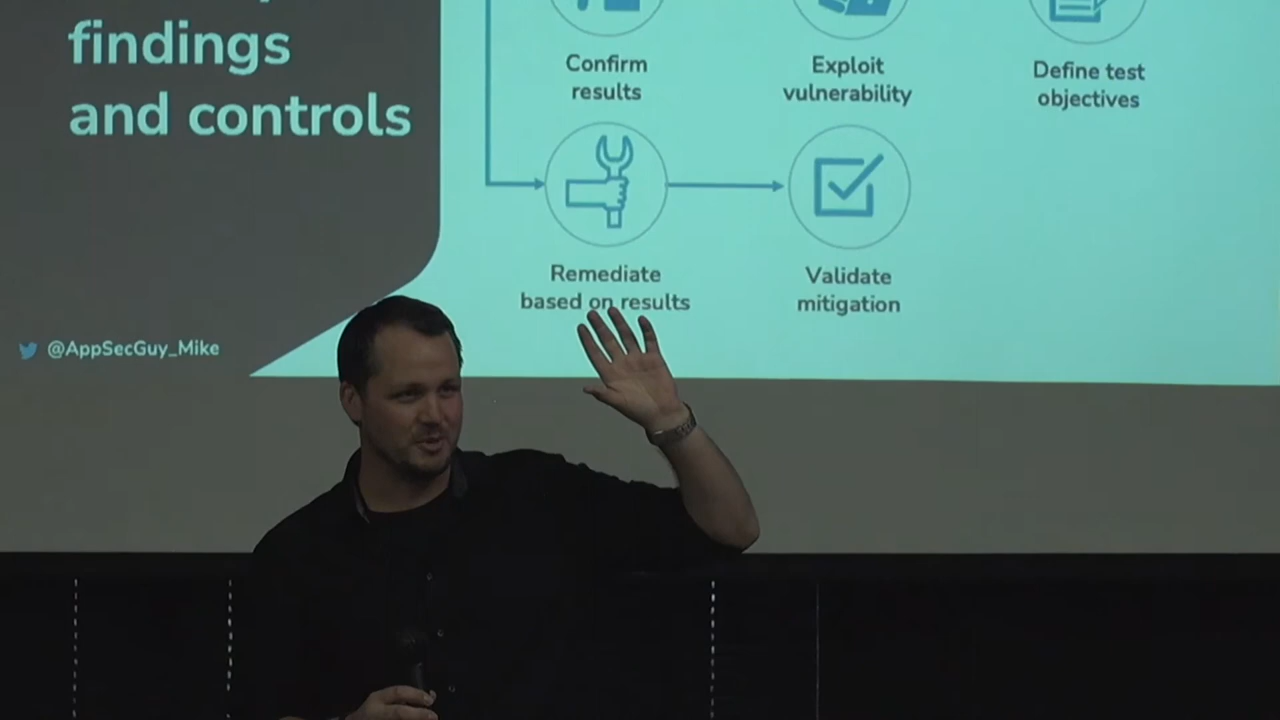 findings
and controls
Confirm
results
Exploit
vulnerability
Define test
objectives
Remediate
based on results
Validate
mitigation
@AppSecGuy_Mike